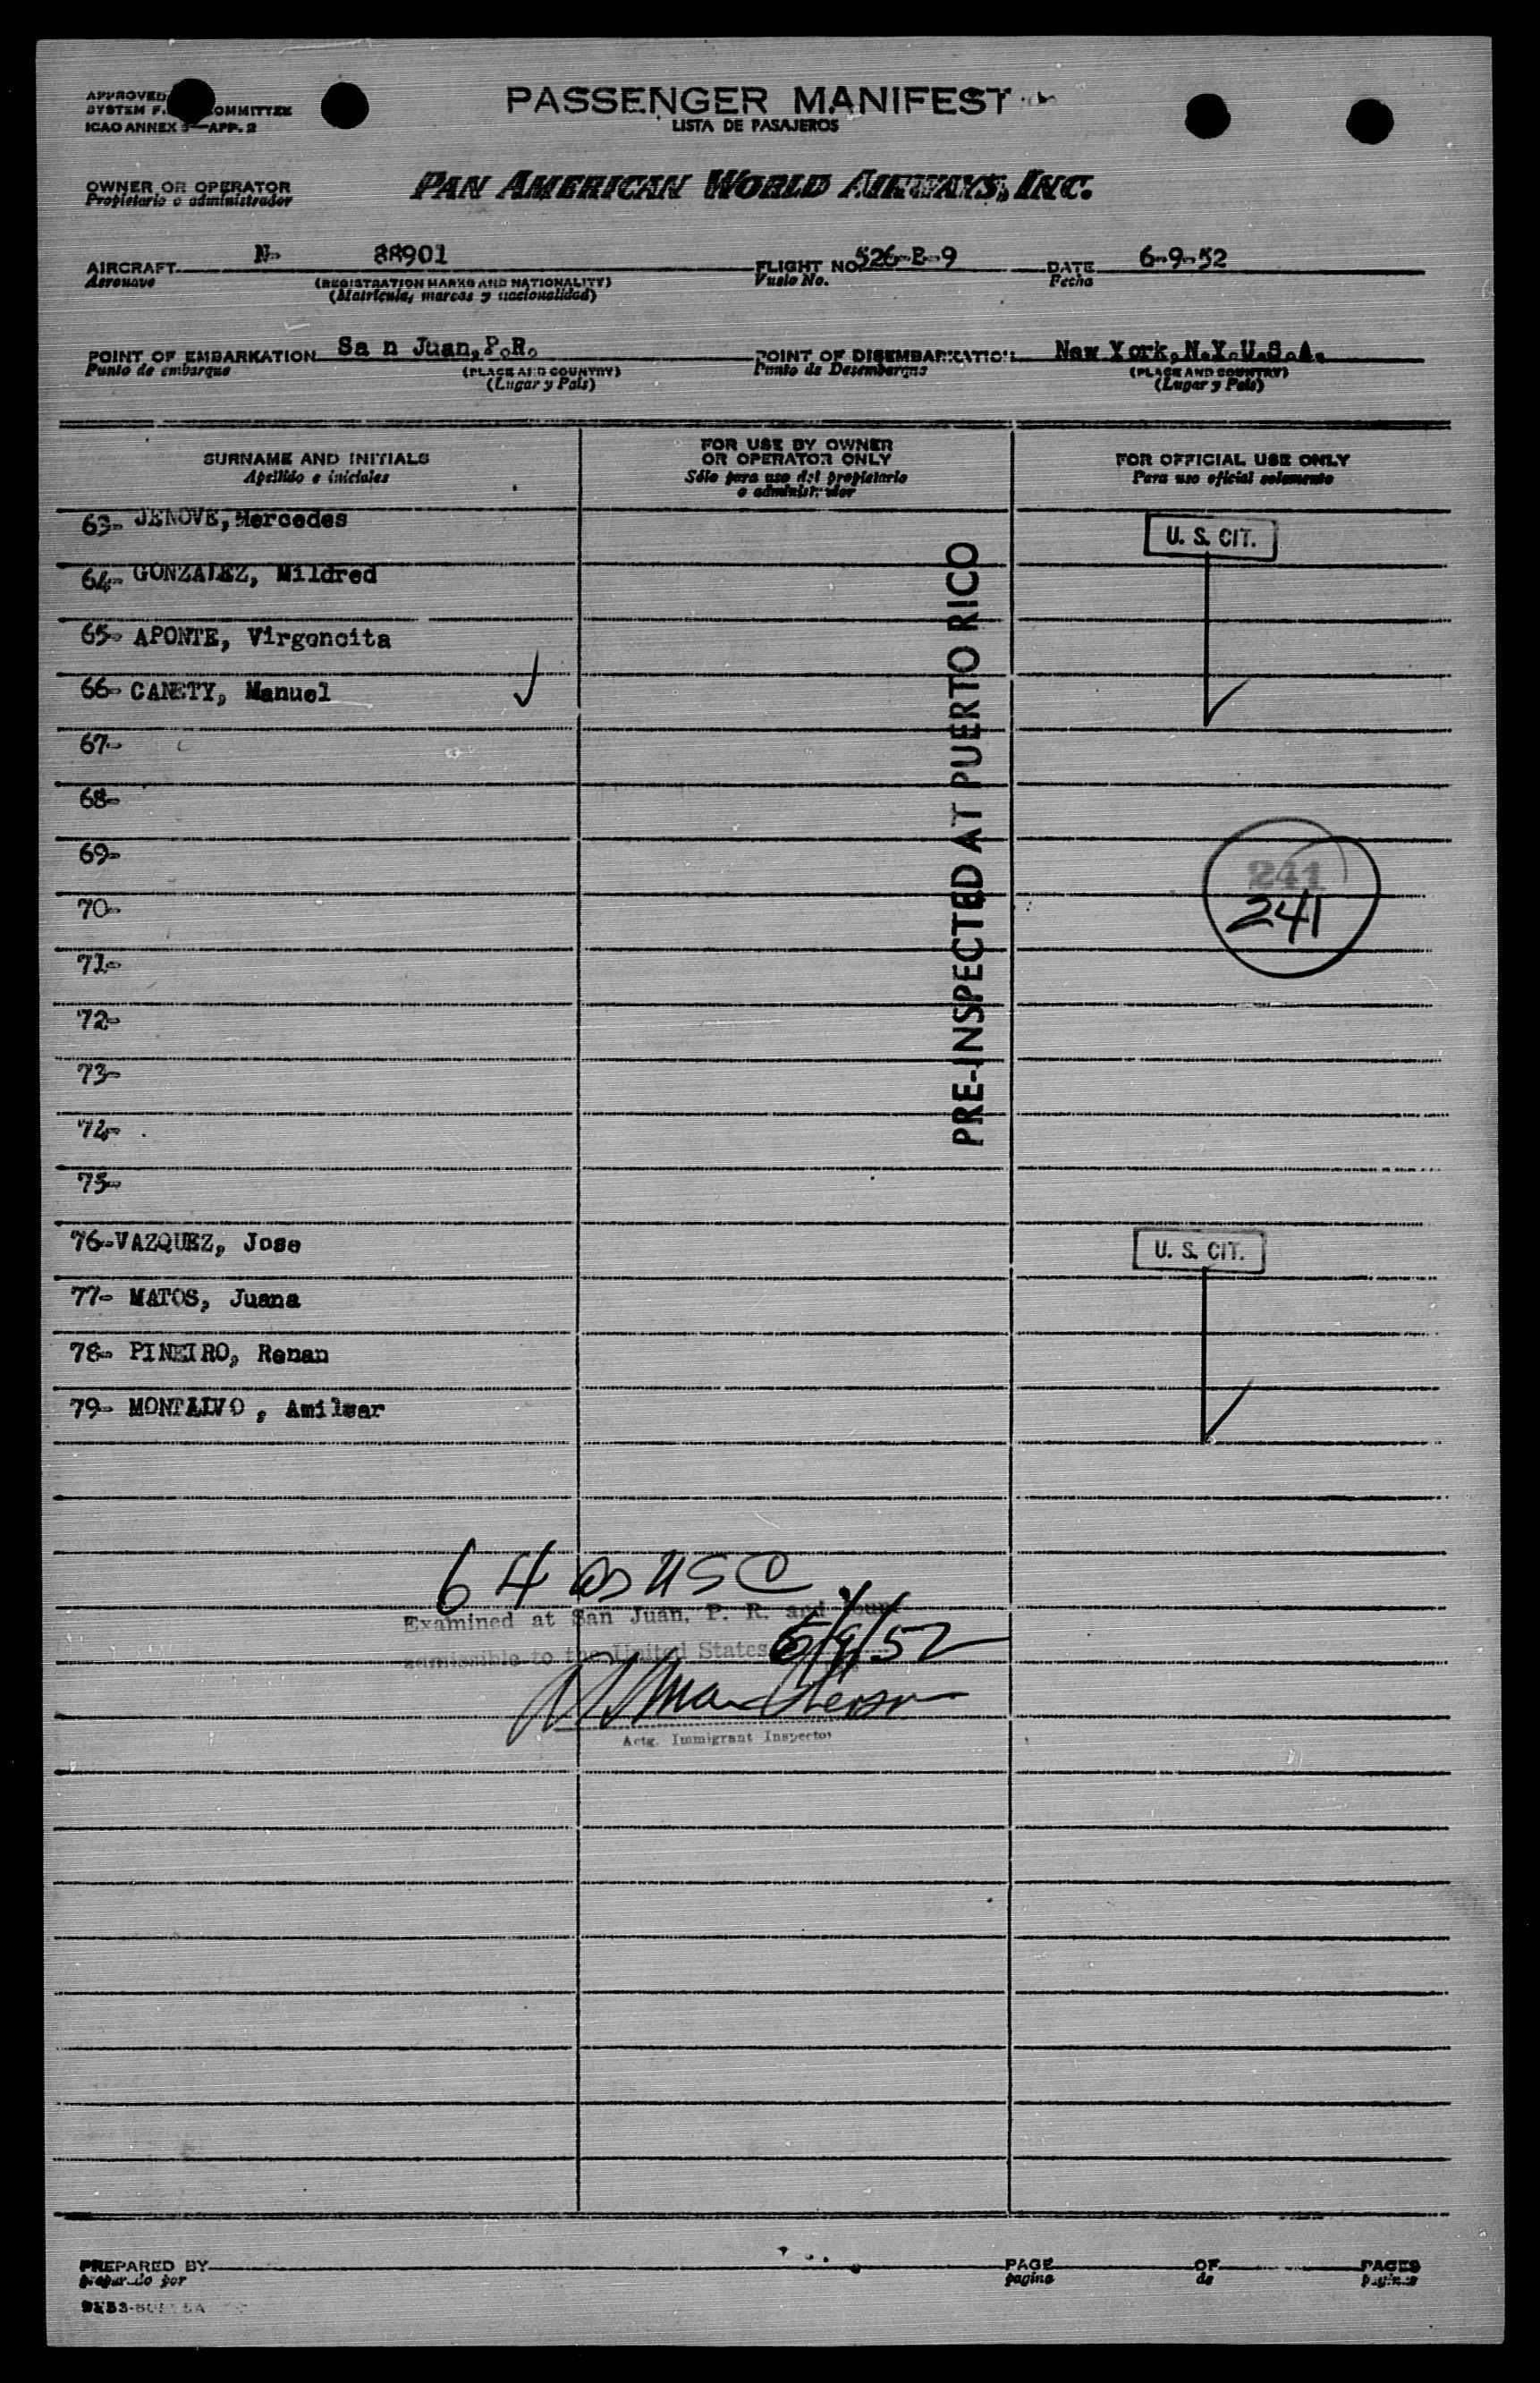 APPROVED
SYSTEM F. COMMITTEE
ICAO ANNEX 9—APP. 2
PASSENGER MANIFEST
LISTA DE PASAJEROS
OWNER OR OPERATOR
Propietario o administrador
PAN AMERICAN WORLD AIRWAYS, INC.
AIRCRAFT N- 88901
Aeronave
(REGISTRATION MARKS AND NATIONALITY)
(Matrícula, marcas y nacionalidad)
FLIGHT NO. 526-B-9
Vuelo No.
DATE 6-9-52
Fecha
POINT OF EMBARKATION Sa n Juan, P.R.
Punto de embarque
(PLACE AND COUNTRY)
(Lugar y País)
POINT OF DISEMBARKATION New York, N.Y. U.S.A.
Punto de Desembarque
(PLACE AND COUNTRY)
(Lugar y País)
SURNAME AND INITIALS
Apellido e iniciales
FOR USE BY OWNER
OR OPERATOR ONLY
Sólo para uso del propietario
o administrador
FOR OFFICIAL USE ONLY
Para uso oficial solamente
63- JENOVE, Mercedes
U. S. CIT.
64- GONZALEZ, Mildred
65- APONTE, Virgencita
66- CANETY, Manuel
67-
68-
69-
70-
71-
72-
73-
74-
75-
PRE-INSPECTED AT PUERTO RICO
241
241
76- VAZQUEZ, Jose
U. S. CIT.
77- MATOS, Juana
78- PINEIRO, Renan
79- MONTALVO, Amilcar
64 as USC
Examined at San Juan, P. R. and found
admissible to the United States
6/9/52
Actg. Immigrant Inspector
PREPARED BY
preparado por
PAGE OF PAGES
pagina de paginas